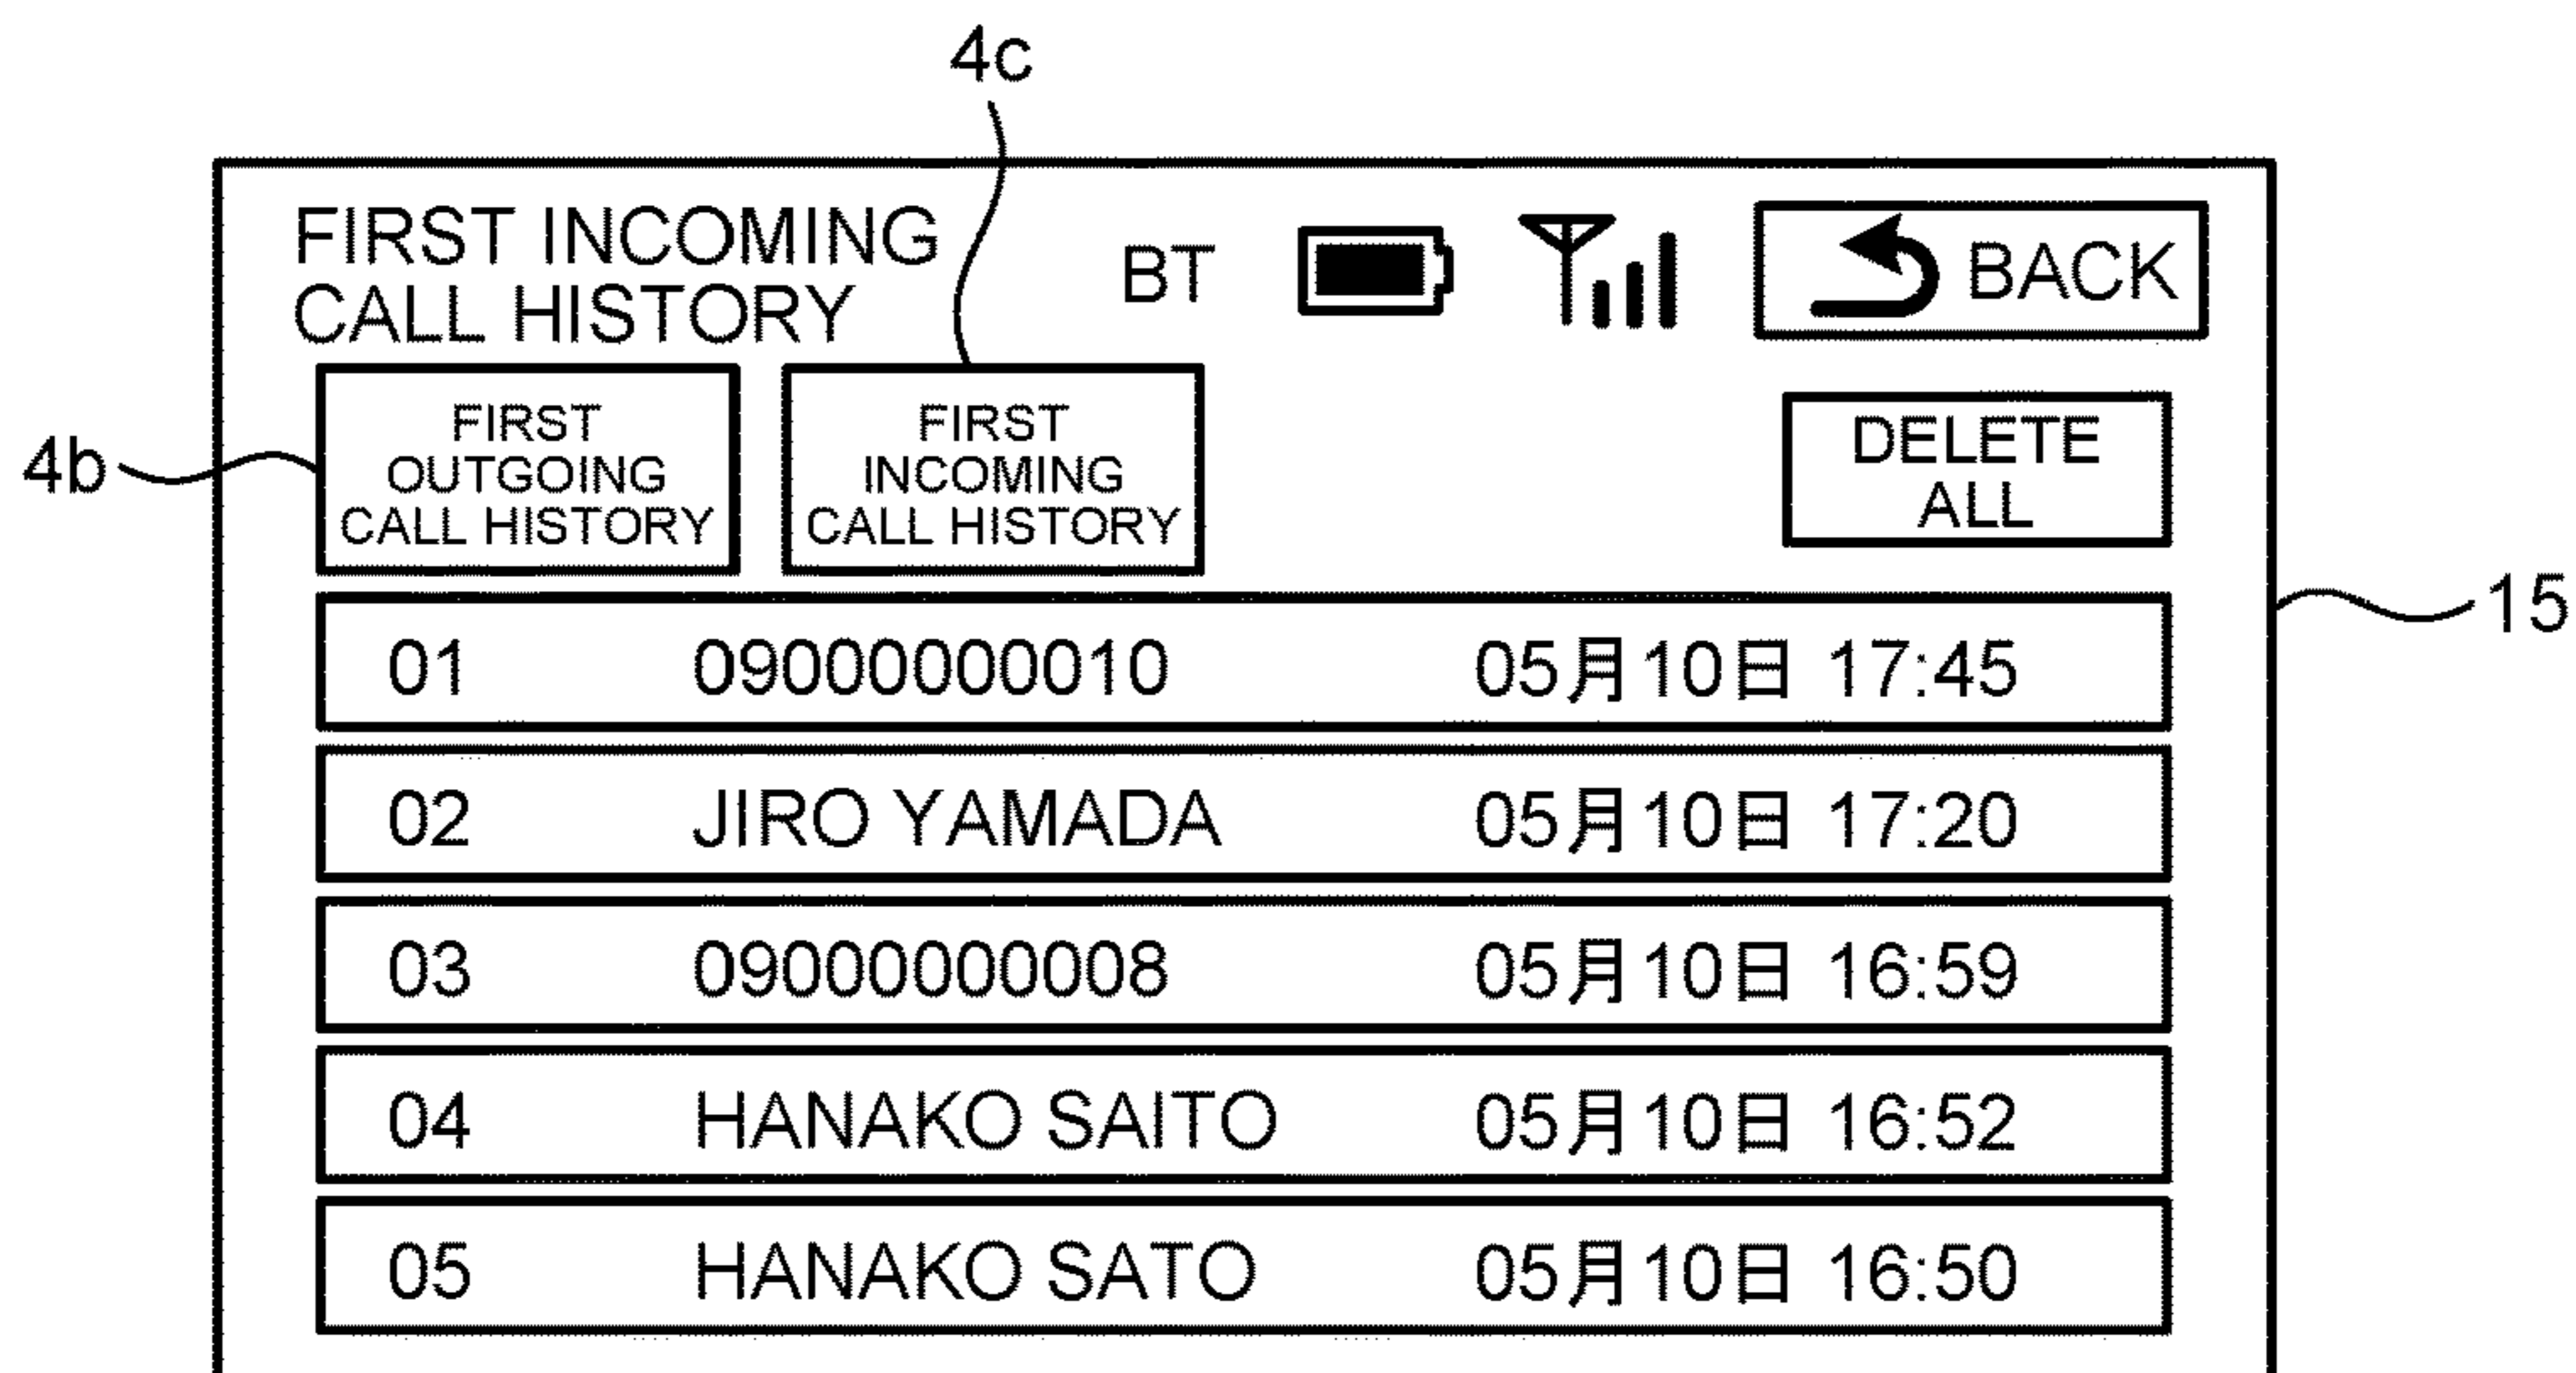 4c
FIRST INCOMING
CALL HISTORY
BT
BACK
4b
FIRST
OUTGOING
CALL HISTORY
FIRST
INCOMING
CALL HISTORY
DELETE
ALL
15
01 09000000010 05月10日 17:45
02 JIRO YAMADA 05月10日 17:20
03 09000000008 05月10日 16:59
04 HANAKO SAITO 05月10日 16:52
05 HANAKO SATO 05月10日 16:50